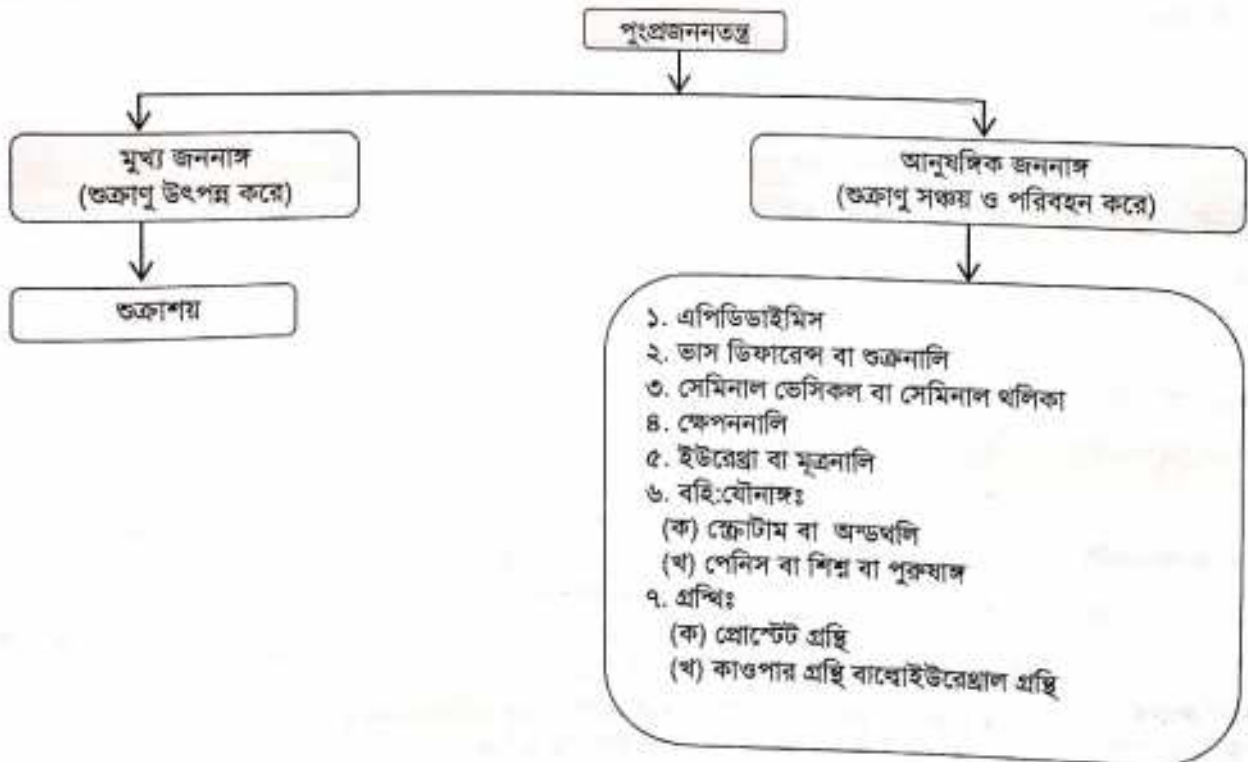 পুংপ্রজননতন্ত্র
মুখ্য জননাঙ্গ
(শুক্রাণু উৎপন্ন করে)
আনুষঙ্গিক জননাঙ্গ
(শুক্রাণু সঞ্চয় ও পরিবহন করে)
শুক্রাশয়
১. এপিডিডাইমিস
২. ভাস ডিফারেন্স বা শুক্রনালি
৩. সেমিনাল ভেসিকল বা সেমিনাল থলিকা
৪. ক্ষেপননালি
৫. ইউরেথ্রা বা মূত্রনালি
৬. বহি:যৌনাঙ্গঃ
(ক) স্ক্রোটাম বা অন্ডথলি
(খ) পেনিস বা শিশ্ন বা পুরুষাঙ্গ
৭. গ্রন্থিঃ
(ক) প্রোস্টেট গ্রন্থি
(খ) কাওপার গ্রন্থি বাল্বোইউরেথ্রাল গ্রন্থি